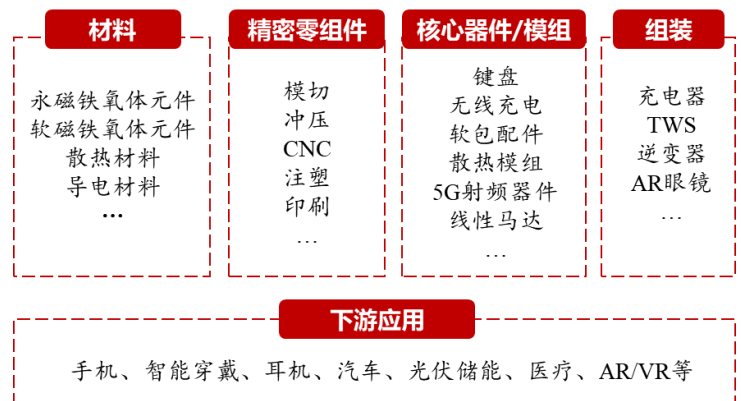 材料
永磁铁氧体元件
软磁铁氧体元件
散热材料
导电材料
…
精密零组件
模切
冲压
CNC
注塑
印刷
…
核心器件/模组
键盘
无线充电
软包配件
散热模组
5G射频器件
线性马达
…
组装
充电器
TWS
逆变器
AR眼镜
…
下游应用
手机、智能穿戴、耳机、汽车、光伏储能、医疗、AR/VR等